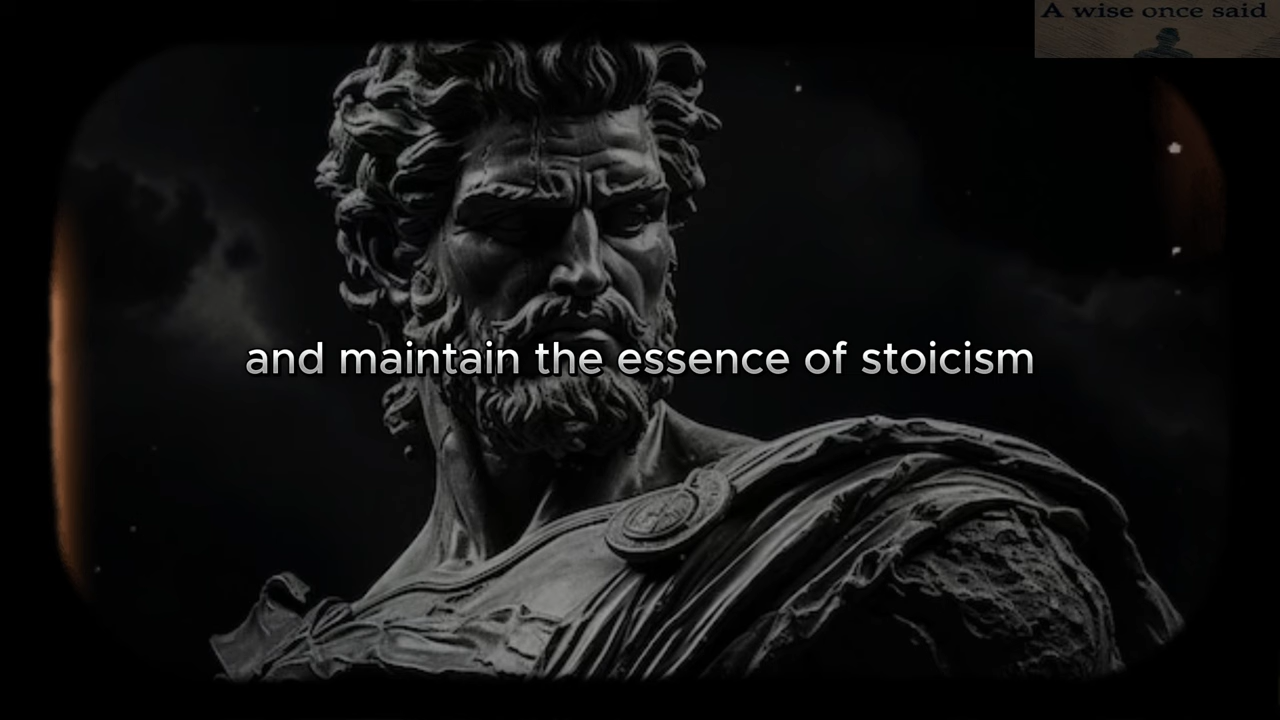 A wise once said
and maintain the essence of stoicism